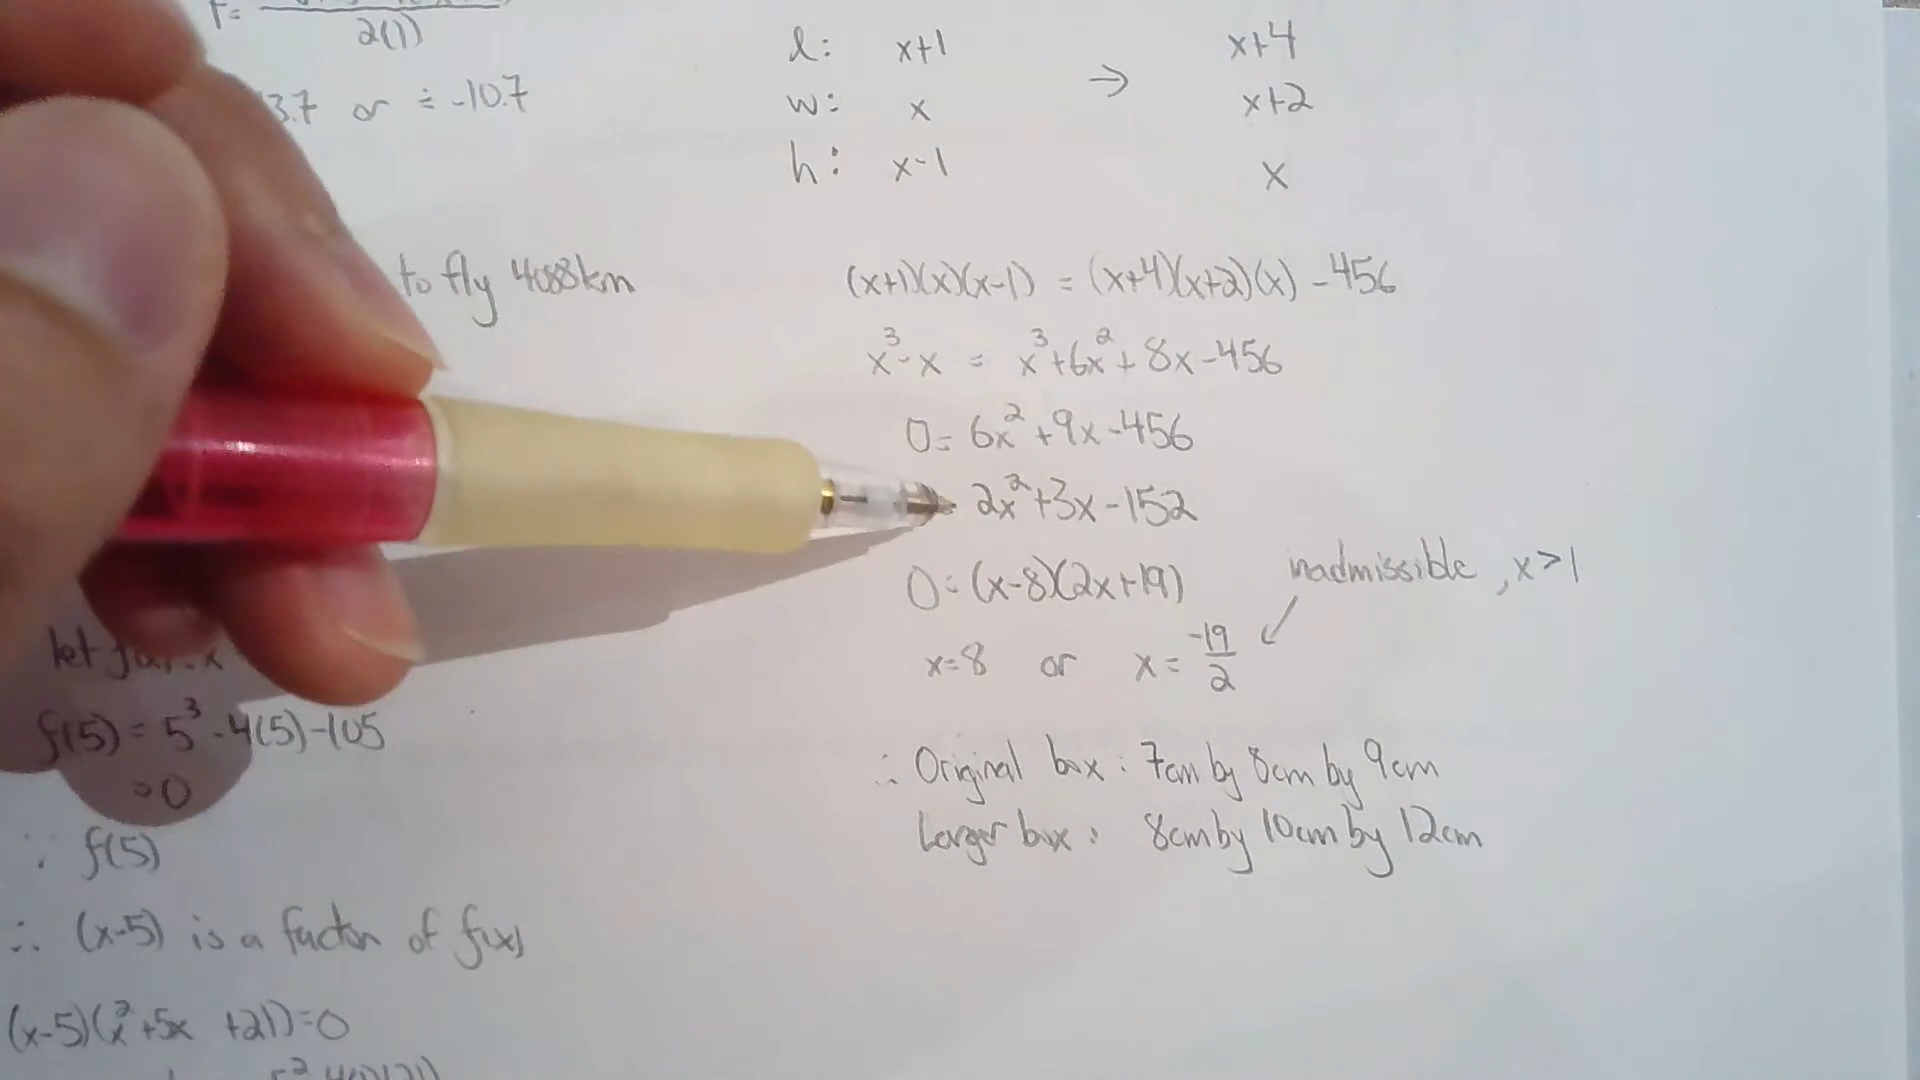 2(1)
3.7 or ≐ -10.7
to fly 4088km
f(5) = 5³ - 4(5) - 105
= 0
∵ f(5)
∴ (x-5) is a factor of f(x)
(x-5)(x²+5x +21)=0
l: x+1 → x+4
w: x x+2
h: x-1 x
(x+1)(x)(x-1) = (x+4)(x+2)(x) - 456
x³ - x = x³ + 6x² + 8x - 456
0 = 6x² + 9x - 456
2x² + 3x - 152
0 = (x-8)(2x+19)
inadmissible, x > 1
x = 8 or x = -19/2
∴ Original box: 7cm by 8cm by 9cm
Larger box: 8cm by 10cm by 12cm